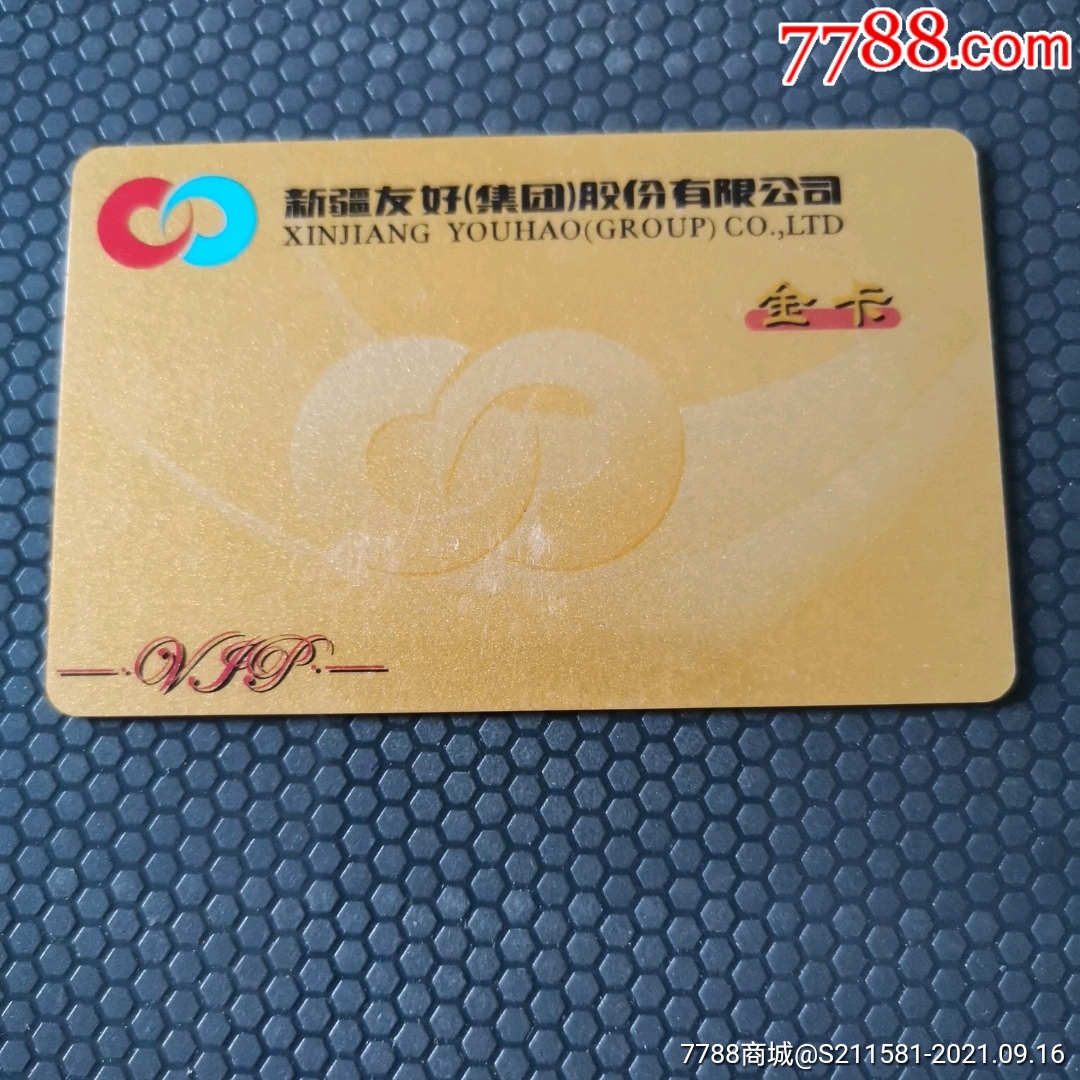 7788.com
新疆友好(集团)股份有限公司
XINJIANG YOUHAO(GROUP) CO.,LTD
金卡
VIP
7788商城@S211581-2021.09.16